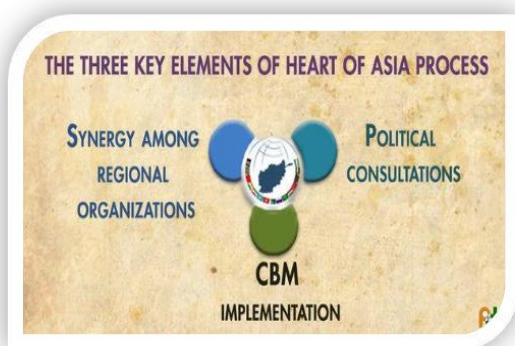 THE THREE KEY ELEMENTS OF HEART OF ASIA PROCESS
SYNERGY AMONG
REGIONAL
ORGANIZATIONS
POLITICAL
CONSULTATIONS
CBM
IMPLEMENTATION